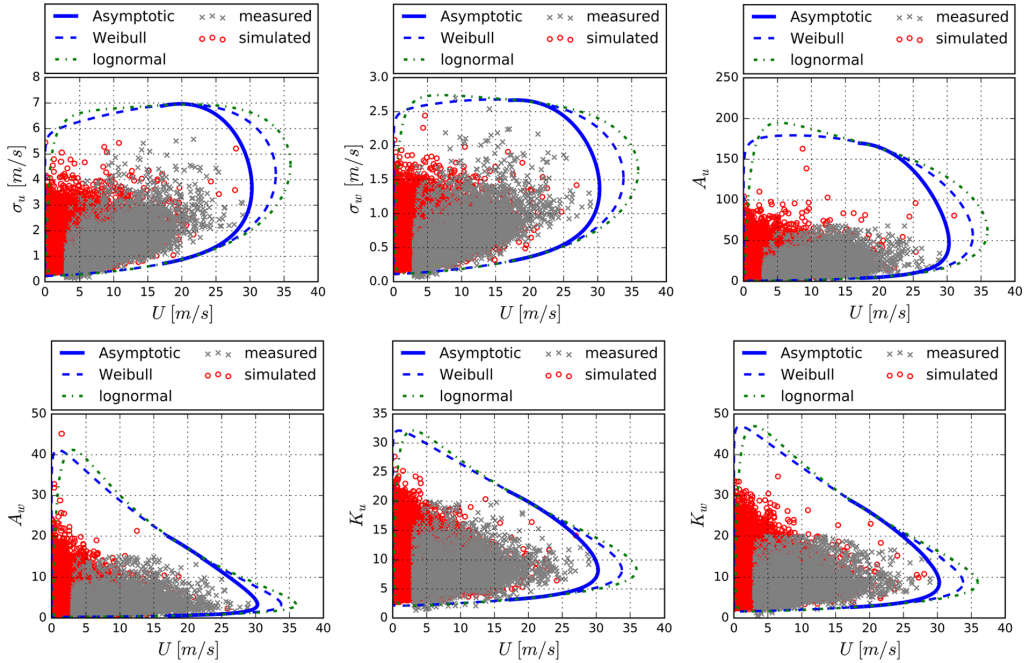 Asymptotic measured
Weibull simulated
lognormal
8
7
6
5
4
3
2
1
0
σu [m/s]
0 5 10 15 20 25 30 35 40
U [m/s]
Asymptotic measured
Weibull simulated
lognormal
3.0
2.5
2.0
1.5
1.0
0.5
0.0
σw [m/s]
0 5 10 15 20 25 30 35 40
U [m/s]
Asymptotic measured
Weibull simulated
lognormal
250
200
150
100
50
0
Au
0 5 10 15 20 25 30 35 40
U [m/s]
Asymptotic measured
Weibull simulated
lognormal
50
40
30
20
10
0
Aw
0 5 10 15 20 25 30 35 40
U [m/s]
Asymptotic measured
Weibull simulated
lognormal
35
30
25
20
15
10
5
0
Ku
0 5 10 15 20 25 30 35 40
U [m/s]
Asymptotic measured
Weibull simulated
lognormal
50
40
30
20
10
0
Kw
0 5 10 15 20 25 30 35 40
U [m/s]